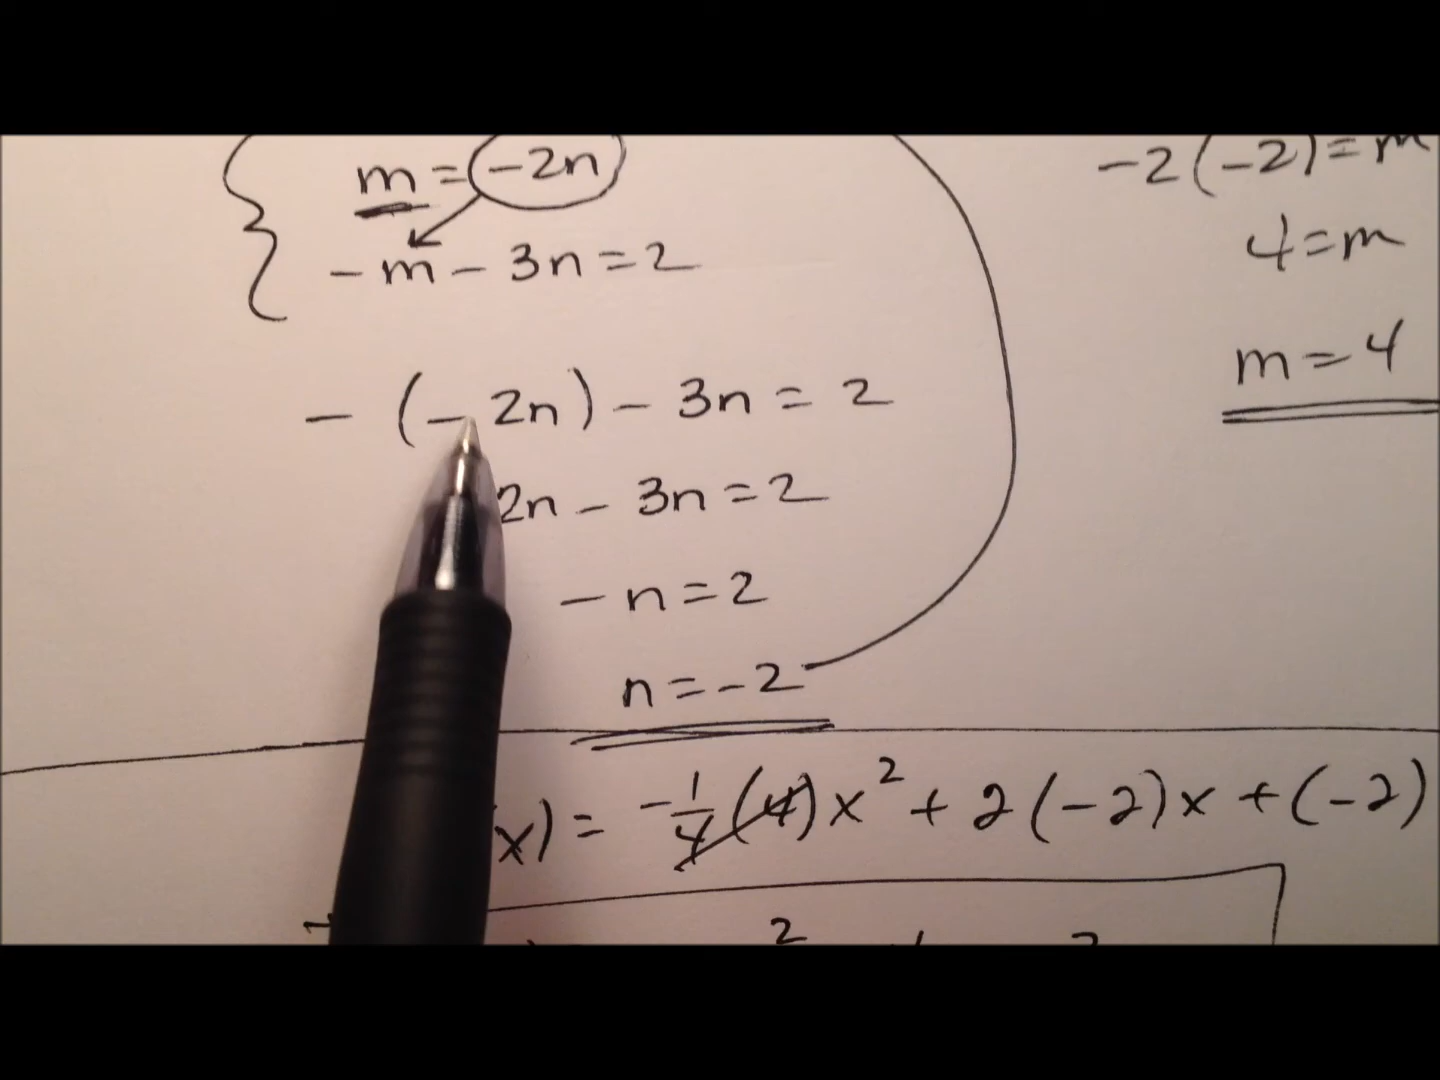 m = -2n
-m - 3n = 2
-(-2n) - 3n = 2
2n - 3n = 2
-n = 2
n = -2
-2(-2) = m
4 = m
m = 4
x) = -1/4(4)x² + 2(-2)x + (-2)